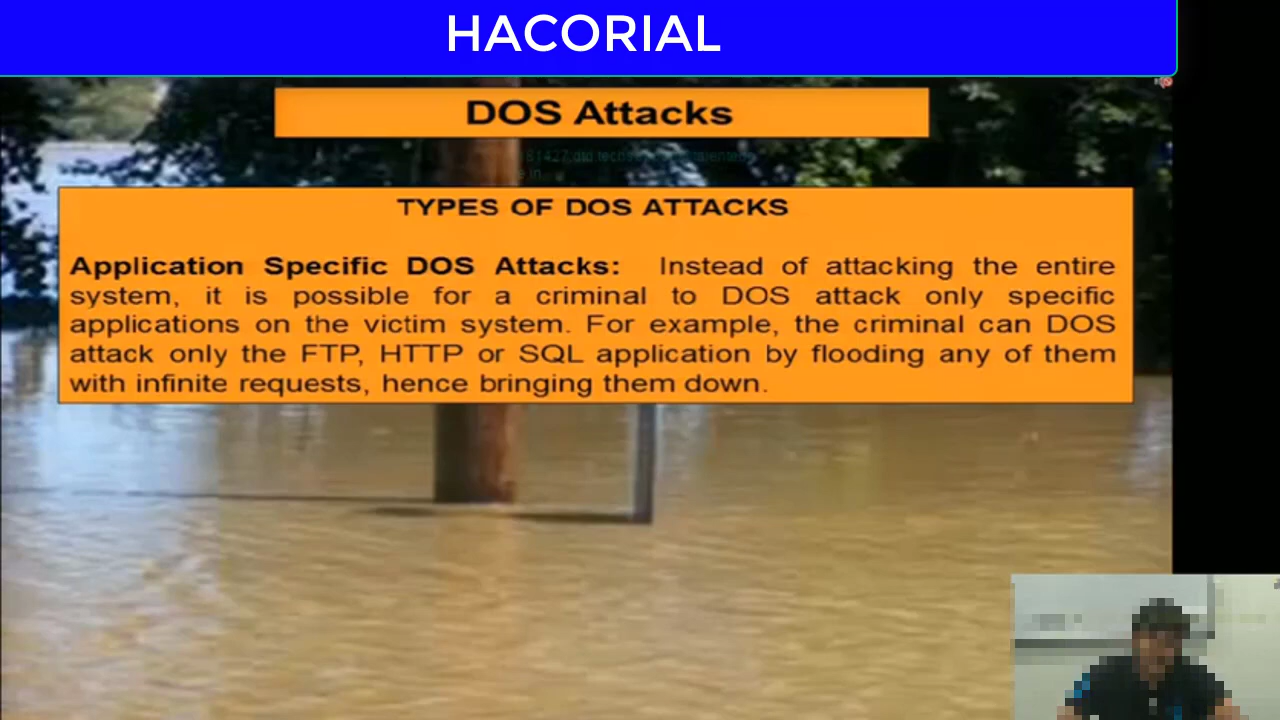 HACORIAL
DOS Attacks
TYPES OF DOS ATTACKS
Application Specific DOS Attacks: Instead of attacking the entire
system, it is possible for a criminal to DOS attack only specific
applications on the victim system. For example, the criminal can DOS
attack only the FTP, HTTP or SQL application by flooding any of them
with infinite requests, hence bringing them down.